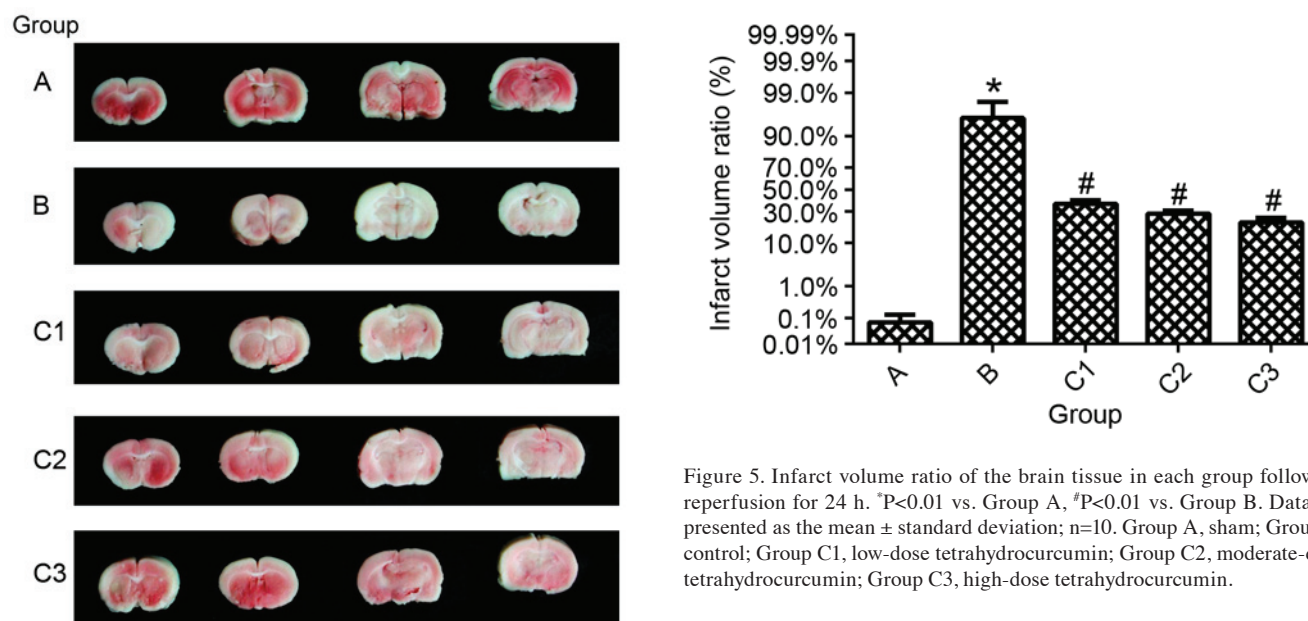 Group
A
B
C1
C2
C3
Infarct volume ratio (%)
99.99%
99.9%
99.0%
90.0%
70.0%
50.0%
30.0%
10.0%
1.0%
0.1%
0.01%
*
#
#
#
A
B
C1
C2
C3
Group
Figure 5. Infarct volume ratio of the brain tissue in each group follow
reperfusion for 24 h. *P<0.01 vs. Group A, #P<0.01 vs. Group B. Data
presented as the mean ± standard deviation; n=10. Group A, sham; Grou
control; Group C1, low-dose tetrahydrocurcumin; Group C2, moderate-
tetrahydrocurcumin; Group C3, high-dose tetrahydrocurcumin.